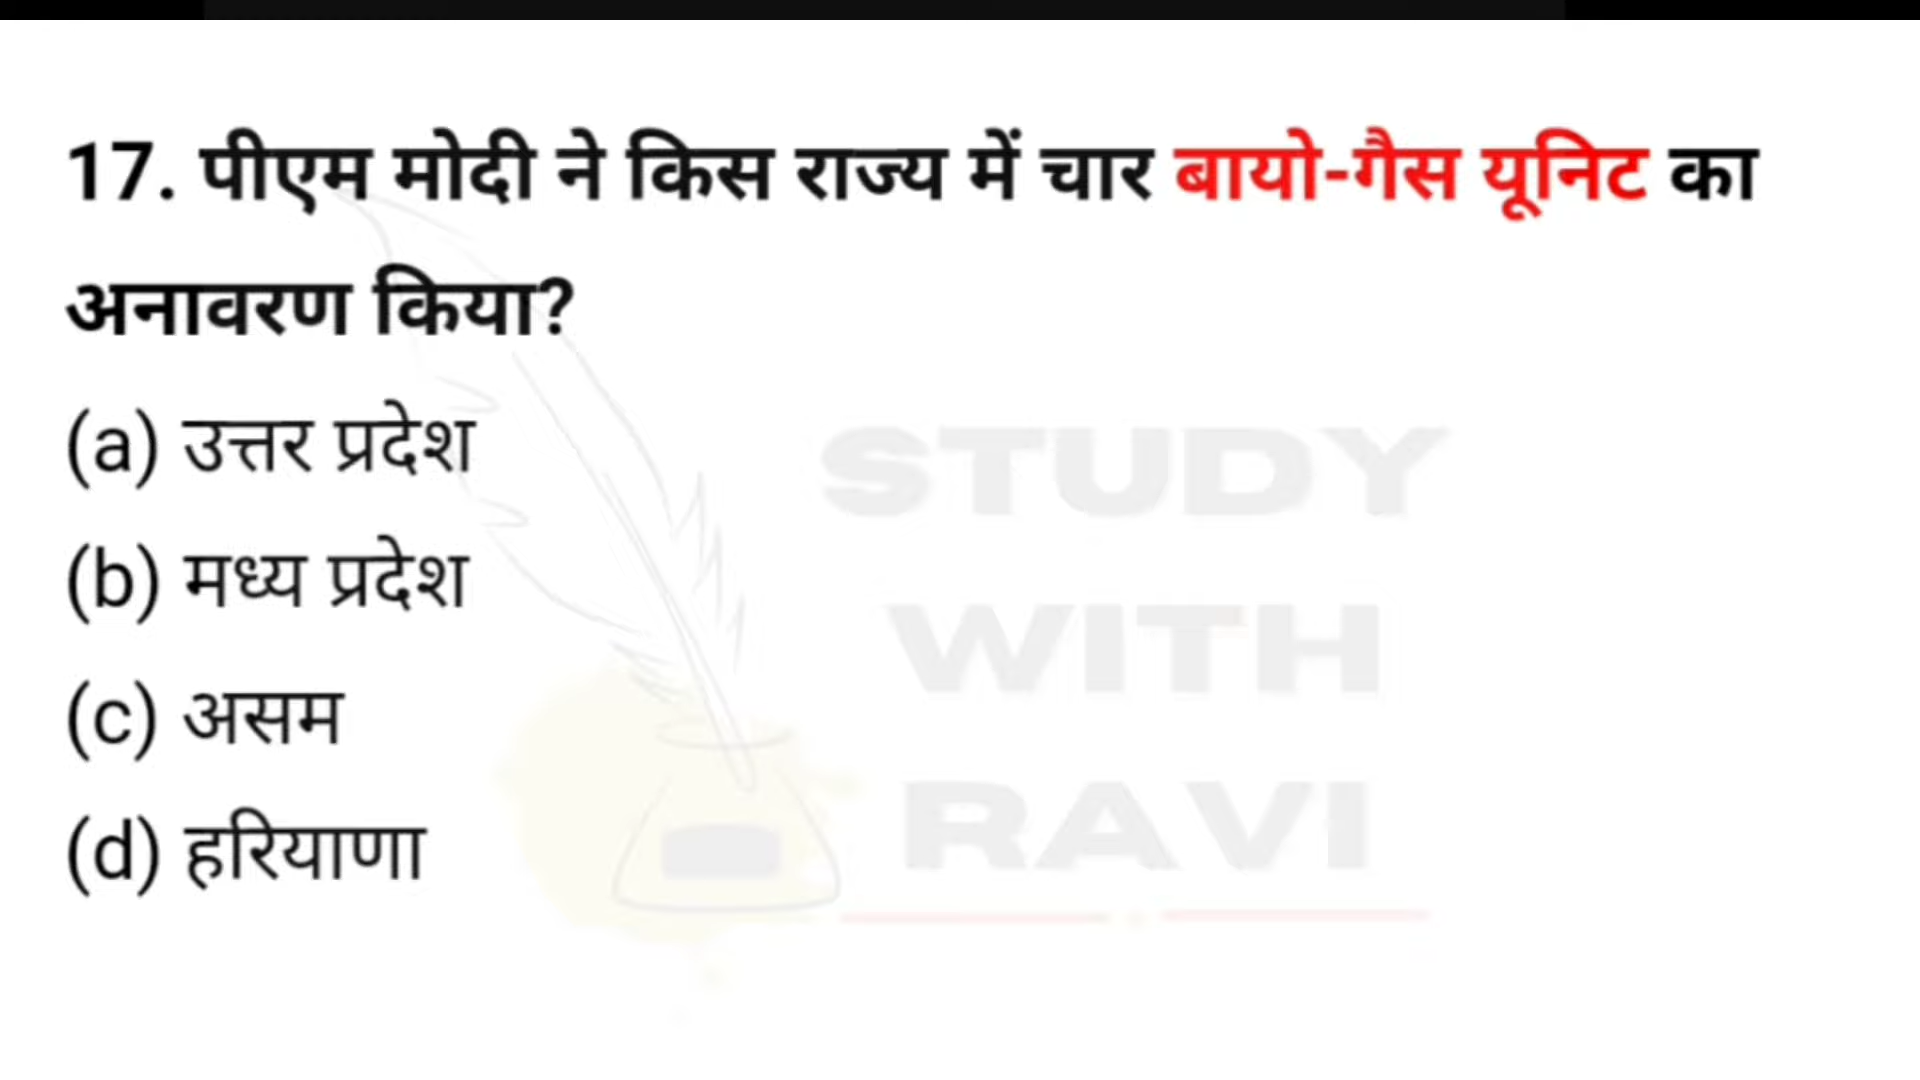 17. पीएम मोदी ने किस राज्य में चार बायो-गैस यूनिट का
अनावरण किया?
(a) उत्तर प्रदेश
(b) मध्य प्रदेश
(c) असम
(d) हरियाणा
STUDY
WITH
RAVI